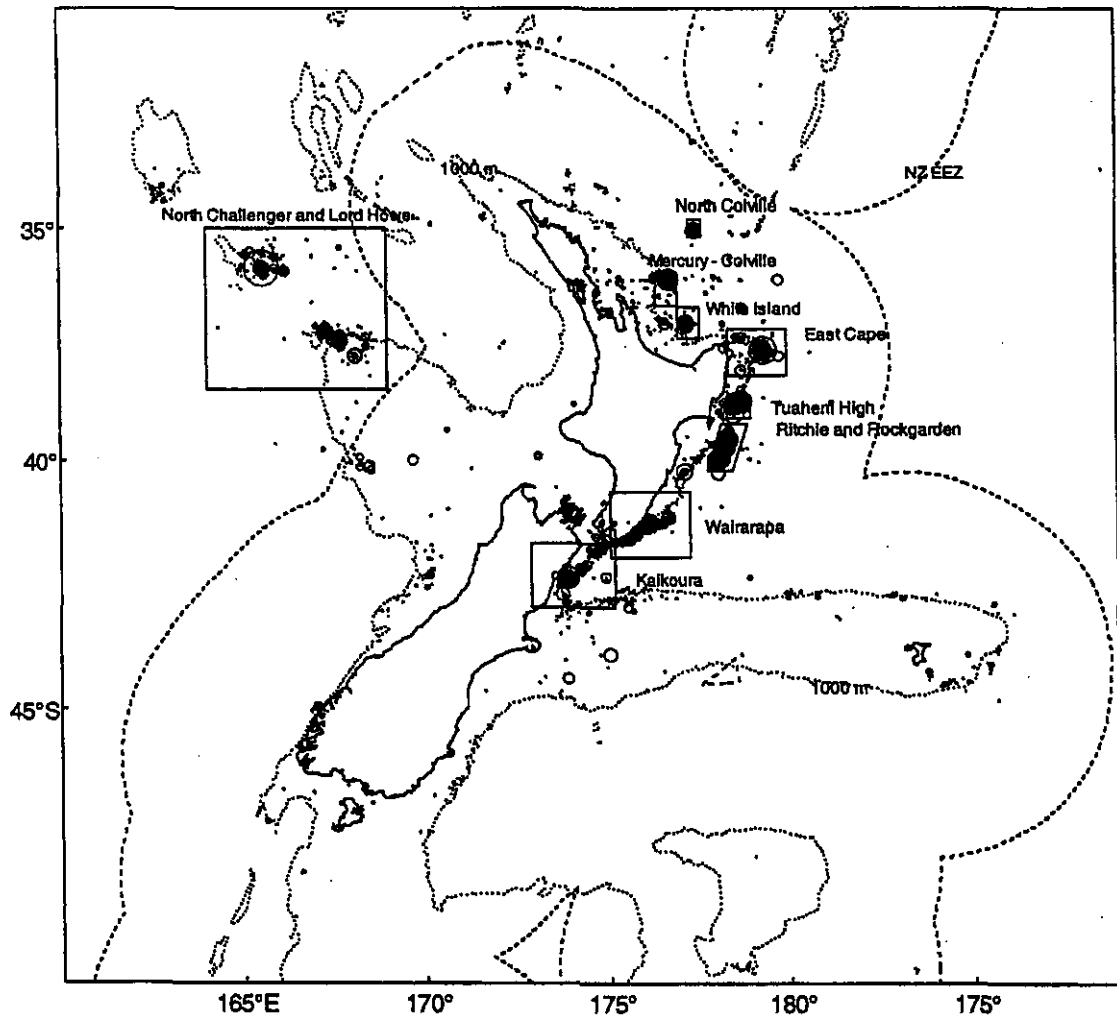 1000 m
NZ EEZ
North Colville
North Challenger and Lord Howe
35°
Mercury - Colville
White Island
East Cape
Tuaheni High
Ritchie and Rockgarden
40°
Wairarapa
Kaikoura
1000 m
45°S
165°E
170°
175°
180°
175°